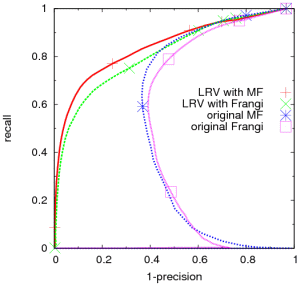 1
0.8
0.6
0.4
0.2
0
recall
LRV with MF
LRV with Frangi
original MF
original Frangi
0 0.2 0.4 0.6 0.8 1
1-precision